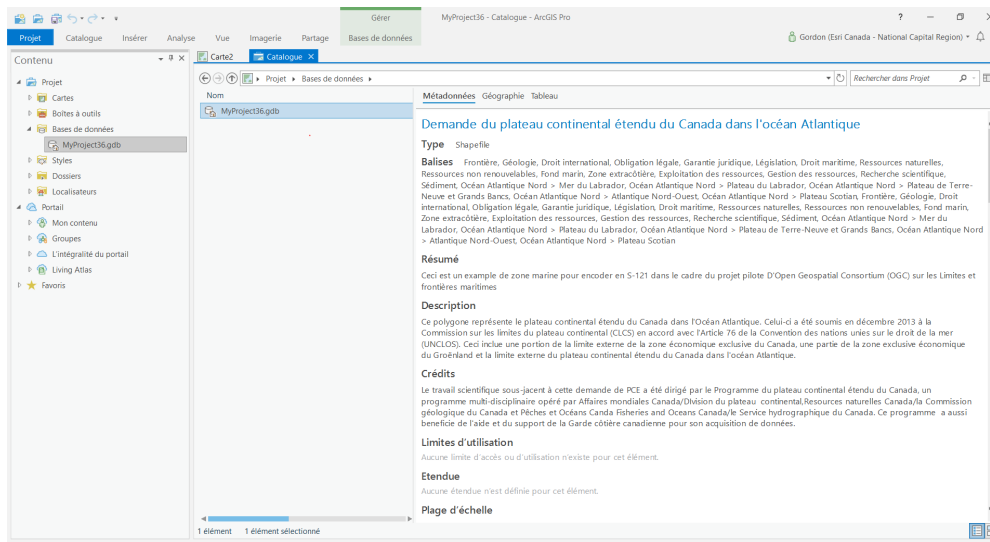 Gérer
MyProject36 - Catalogue - ArcGIS Pro
?
Projet Catalogue Insérer Analyse Vue Imagerie Partage Bases de données
Gordon (Esri Canada - National Capital Region)
Contenu
Carte2 Catalogue
Projet Bases de données
Rechercher dans Projet
Projet
Cartes
Boîtes à outils
Bases de données
MyProject36.gdb
Styles
Dossiers
Localisateurs
Portail
Mon contenu
Groupes
L'intégralité du portail
Living Atlas
Favoris
Nom
MyProject36.gdb
Métadonnées Géographie Tableau
Demande du plateau continental étendu du Canada dans l'océan Atlantique
Type Shapefile
Balises Frontière, Géologie, Droit international, Obligation légale, Garantie juridique, Législation, Droit maritime, Ressources naturelles,
Ressources non renouvelables, Fond marin, Zone extracôtière, Exploitation des ressources, Gestion des ressources, Recherche scientifique,
Sédiment, Océan Atlantique Nord > Mer du Labrador, Océan Atlantique Nord > Plateau du Labrador, Océan Atlantique Nord > Plateau de Terre-
Neuve et Grands Bancs, Océan Atlantique Nord > Atlantique Nord-Ouest, Océan Atlantique Nord > Plateau Scotian, Frontière, Géologie, Droit
international, Obligation légale, Garantie juridique, Législation, Droit maritime, Ressources naturelles, Ressources non renouvelables, Fond marin,
Zone extracôtière, Exploitation des ressources, Gestion des ressources, Recherche scientifique, Sédiment, Océan Atlantique Nord > Mer du
Labrador, Océan Atlantique Nord > Plateau du Labrador, Océan Atlantique Nord > Plateau de Terre-Neuve et Grands Bancs, Océan Atlantique Nord
> Atlantique Nord-Ouest, Océan Atlantique Nord > Plateau Scotian
Résumé
Ceci est un example de zone marine pour encoder en S-121 dans le cadre du projet pilote D'Open Geospatial Consortium (OGC) sur les Limites et
frontières maritimes
Description
Ce polygone représente le plateau continental étendu du Canada dans l'Océan Atlantique. Celui-ci a été soumis en décembre 2013 à la
Commission sur les limites du plateau continental (CLCS) en accord avec l'Article 76 de la Convention des nations unies sur le droit de la mer
(UNCLOS). Ceci inclue une portion de la limite externe de la zone économique exclusive du Canada, une partie de la zone exclusive économique
du Groênland et la limite externe du plateau continental étendu du Canada dans l'océan Atlantique.
Crédits
Le travail scientifique sous-jacent à cette demande de PCE a été dirigé par le Programme du plateau continental étendu du Canada, un
programme multi-disciplinaire opéré par Affaires mondiales Canada/DIvision du plateau continental,Resources naturelles Canada/la Commission
géologique du Canada et Pêches et Océans Canda Fisheries and Oceans Canada/le Service hydrographique du Canada. Ce programme a aussi
beneficie de l'aide et du support de la Garde côtière canadienne pour son acquisition de données.
Limites d'utilisation
Aucune limite d'accès ou d'utilisation n'existe pour cet élément.
Etendue
Aucune étendue n'est définie pour cet élément.
Plage d'échelle
1 élément 1 élément sélectionné